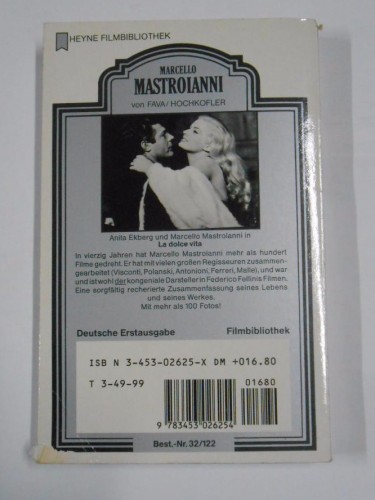 HEYNE FILMBIBLIOTHEK
MARCELLO
MASTROIANNI
von FAVA/HOCHKOFLER
Anita Ekberg und Marcello Mastroianni in
La dolce vita
In vierzig Jahren hat Marcello Mastroianni mehr als hundert
Filme gedreht. Er hat mit vielen großen Regisseuren zusammen-
gearbeitet (Visconti, Polanski, Antonioni, Ferreri, Malle), und war
und ist wohl der kongeniale Darsteller in Federico Fellinis Filmen.
Eine sorgfältig recherierte Zusammenfassung seines Lebens
und seines Werkes.
Mit mehr als 100 Fotos!
Deutsche Erstausgabe Filmbibliothek
ISBN 3-453-02625-X DM +016.80
T 3-49-99 01680
9 783453 026254
Best.-Nr. 32/122